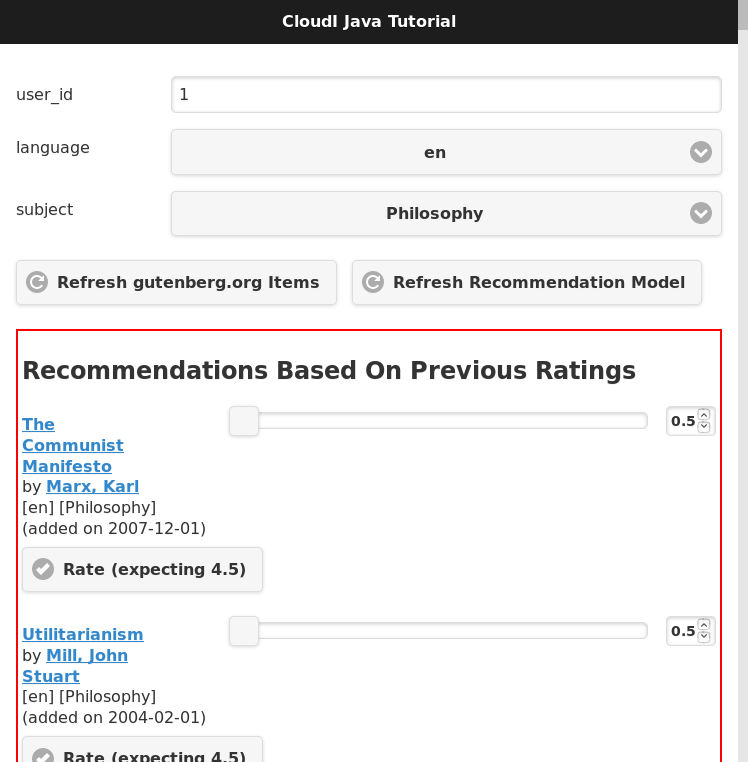 CloudI Java Tutorial
user_id 1
language en
subject Philosophy
Refresh gutenberg.org Items Refresh Recommendation Model
Recommendations Based On Previous Ratings
The 0.5
Communist
Manifesto
by Marx, Karl
[en] [Philosophy]
(added on 2007-12-01)
Rate (expecting 4.5)
Utilitarianism 0.5
by Mill, John
Stuart
[en] [Philosophy]
(added on 2004-02-01)
Rate (expecting 4.5)